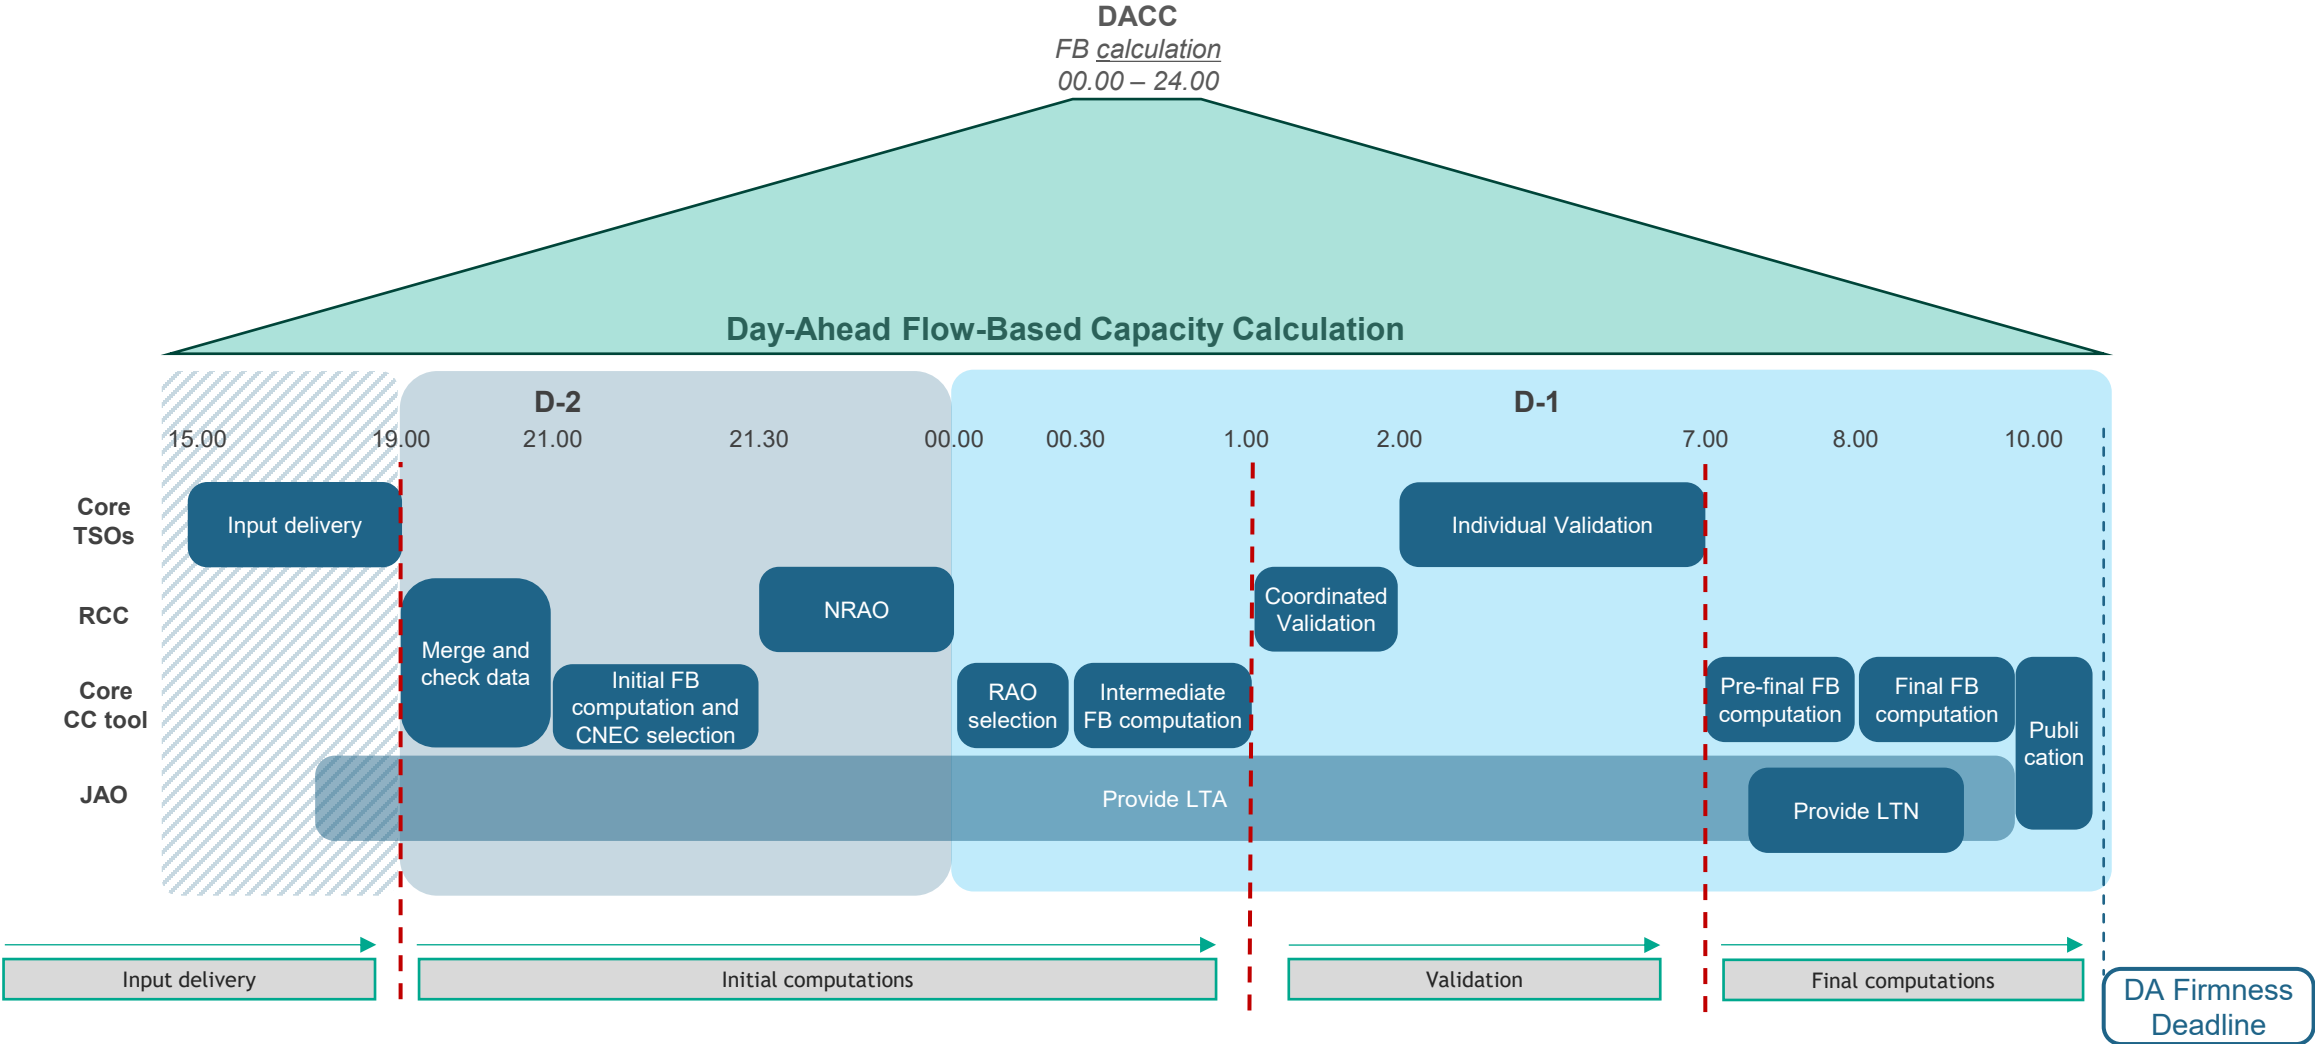 DACC
FB calculation
00.00 – 24.00
Day-Ahead Flow-Based Capacity Calculation
D-2
D-1
15.00
19.00
21.00
21.30
00.00
00.30
1.00
2.00
7.00
8.00
10.00
Core
TSOs
Input delivery
Individual Validation
RCC
Merge and
check data
NRAO
Coordinated
Validation
Core
CC tool
Initial FB
computation and
CNEC selection
RAO
selection
Intermediate
FB computation
Pre-final FB
computation
Final FB
computation
Publi
cation
JAO
Provide LTA
Provide LTN
Input delivery
Initial computations
Validation
Final computations
DA Firmness
Deadline